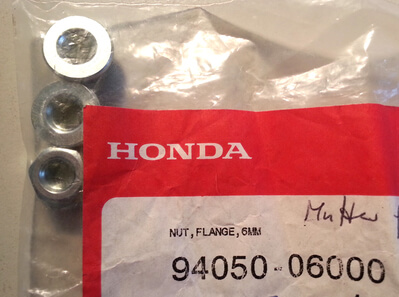 HONDA
Mutter
NUT,FLANGE,6MM
94050-06000